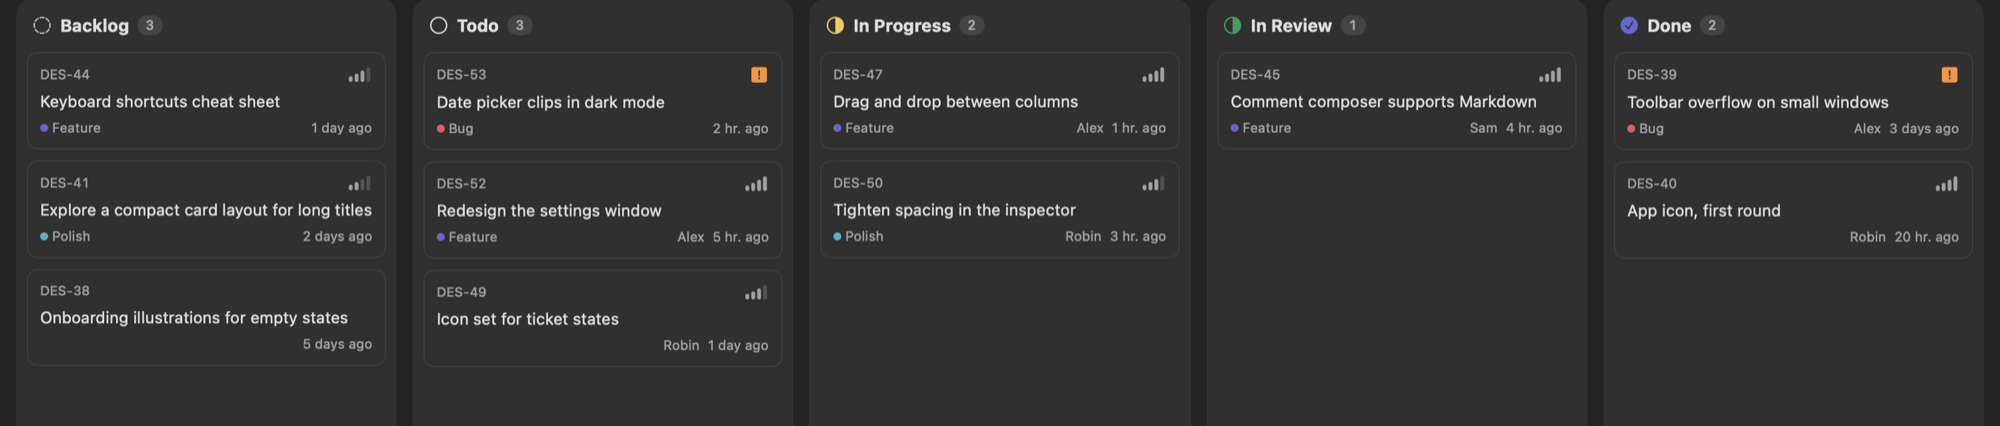 Backlog 3
DES-44
Keyboard shortcuts cheat sheet
Feature 1 day ago
DES-41
Explore a compact card layout for long titles
Polish 2 days ago
DES-38
Onboarding illustrations for empty states
5 days ago
Todo 3
DES-53 !
Date picker clips in dark mode
Bug 2 hr. ago
DES-52
Redesign the settings window
Feature Alex 5 hr. ago
DES-49
Icon set for ticket states
Robin 1 day ago
In Progress 2
DES-47
Drag and drop between columns
Feature Alex 1 hr. ago
DES-50
Tighten spacing in the inspector
Polish Robin 3 hr. ago
In Review 1
DES-45
Comment composer supports Markdown
Feature Sam 4 hr. ago
Done 2
DES-39 !
Toolbar overflow on small windows
Bug Alex 3 days ago
DES-40
App icon, first round
Robin 20 hr. ago